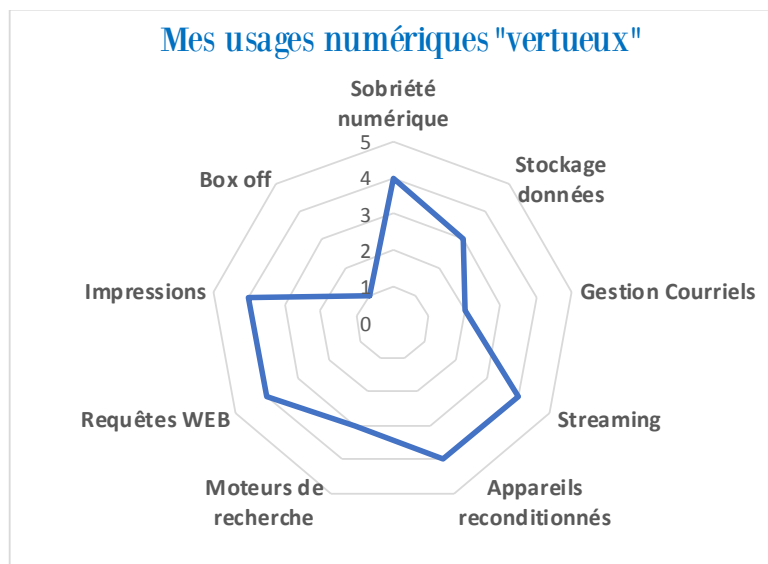 Mes usages numériques "vertueux"
Sobriété
numérique
Stockage
données
Gestion Courriels
Streaming
Appareils
reconditionnés
Moteurs de
recherche
Requêtes WEB
Impressions
Box off
5
4
3
2
1
0